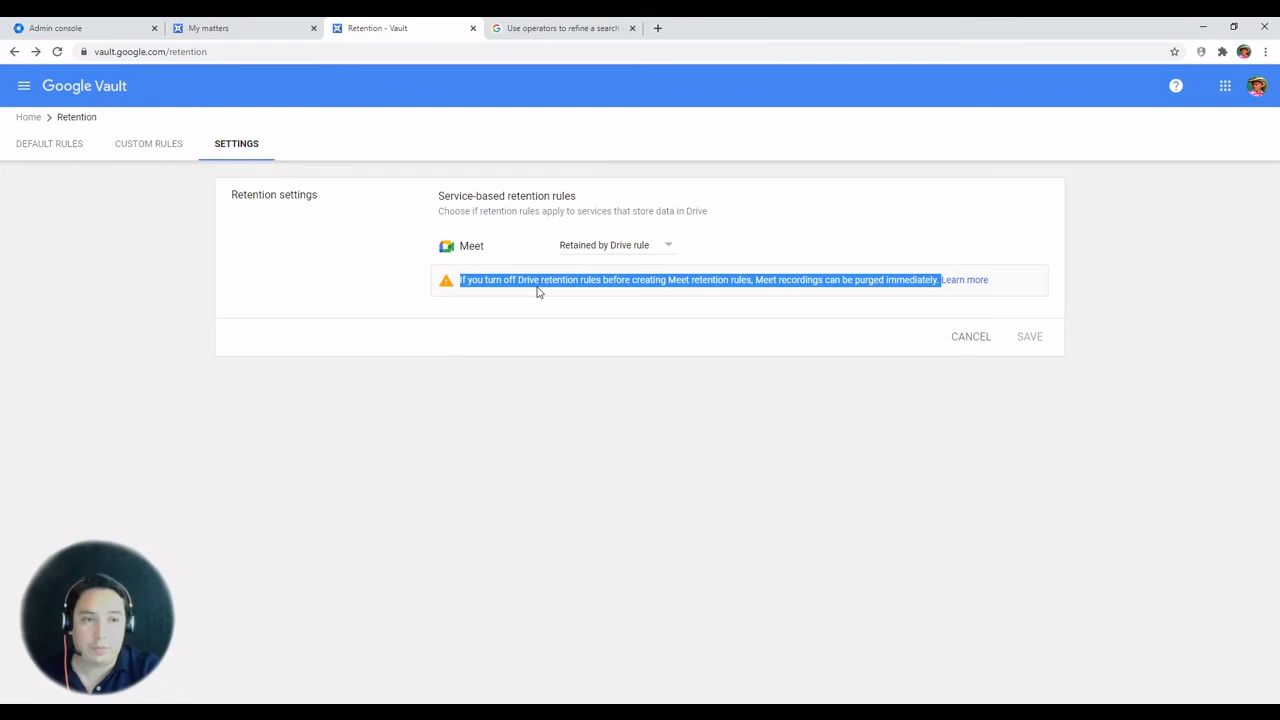 Admin console
My matters
Retention - Vault
Use operators to refine a search
vault.google.com/retention
Google Vault
Home
Retention
DEFAULT RULES
CUSTOM RULES
SETTINGS
Retention settings
Service-based retention rules
Choose if retention rules apply to services that store data in Drive
Meet
Retained by Drive rule
If you turn off Drive retention rules before creating Meet retention rules, Meet recordings can be purged immediately. Learn more
CANCEL
SAVE